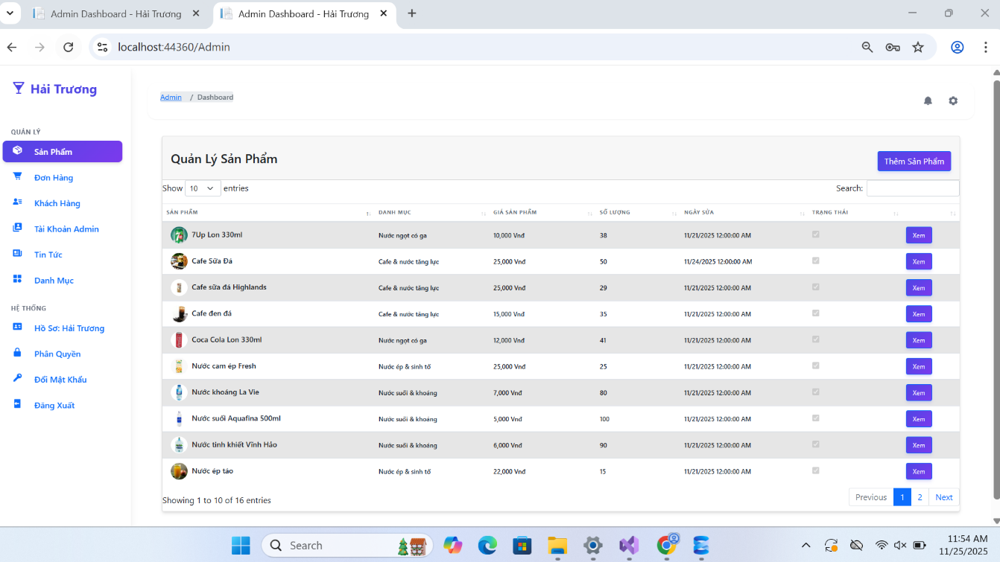 Admin Dashboard - Hải Trương
Admin Dashboard - Hải Trương
localhost:44360/Admin
Hải Trương
QUẢN LÝ
Sản Phẩm
Đơn Hàng
Khách Hàng
Tài Khoản Admin
Tin Tức
Danh Mục
HỆ THỐNG
Hồ Sơ: Hải Trương
Phân Quyền
Đổi Mật Khẩu
Đăng Xuất
Admin / Dashboard
Quản Lý Sản Phẩm
Thêm Sản Phẩm
Show 10 entries Search:
SẢN PHẨM DANH MỤC GIÁ SẢN PHẨM SỐ LƯỢNG NGÀY SỬA TRẠNG THÁI
7Up Lon 330ml Nước ngọt có ga 10,000 Vnđ 38 11/21/2025 12:00:00 AM Xem
Cafe Sữa Đá Cafe & nước tăng lực 25,000 Vnđ 50 11/24/2025 12:00:00 AM Xem
Cafe sữa đá Highlands Cafe & nước tăng lực 25,000 Vnđ 29 11/21/2025 12:00:00 AM Xem
Cafe đen đá Cafe & nước tăng lực 15,000 Vnđ 35 11/21/2025 12:00:00 AM Xem
Coca Cola Lon 330ml Nước ngọt có ga 12,000 Vnđ 41 11/21/2025 12:00:00 AM Xem
Nước cam ép Fresh Nước ép & sinh tố 25,000 Vnđ 25 11/21/2025 12:00:00 AM Xem
Nước khoáng La Vie Nước suối & khoáng 7,000 Vnđ 80 11/21/2025 12:00:00 AM Xem
Nước suối Aquafina 500ml Nước suối & khoáng 5,000 Vnđ 100 11/21/2025 12:00:00 AM Xem
Nước tinh khiết Vĩnh Hảo Nước suối & khoáng 6,000 Vnđ 90 11/21/2025 12:00:00 AM Xem
Nước ép táo Nước ép & sinh tố 22,000 Vnđ 15 11/21/2025 12:00:00 AM Xem
Showing 1 to 10 of 16 entries
Previous 1 2 Next
Search
11:54 AM
11/25/2025